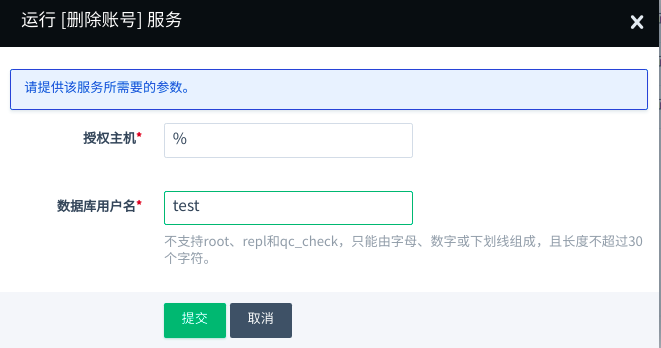 运行 [删除账号] 服务
请提供该服务所需要的参数。
授权主机* %
数据库用户名* test
不支持root、repl和qc_check，只能由字母、数字或下划线组成，且长度不超过30
个字符。
提交 取消